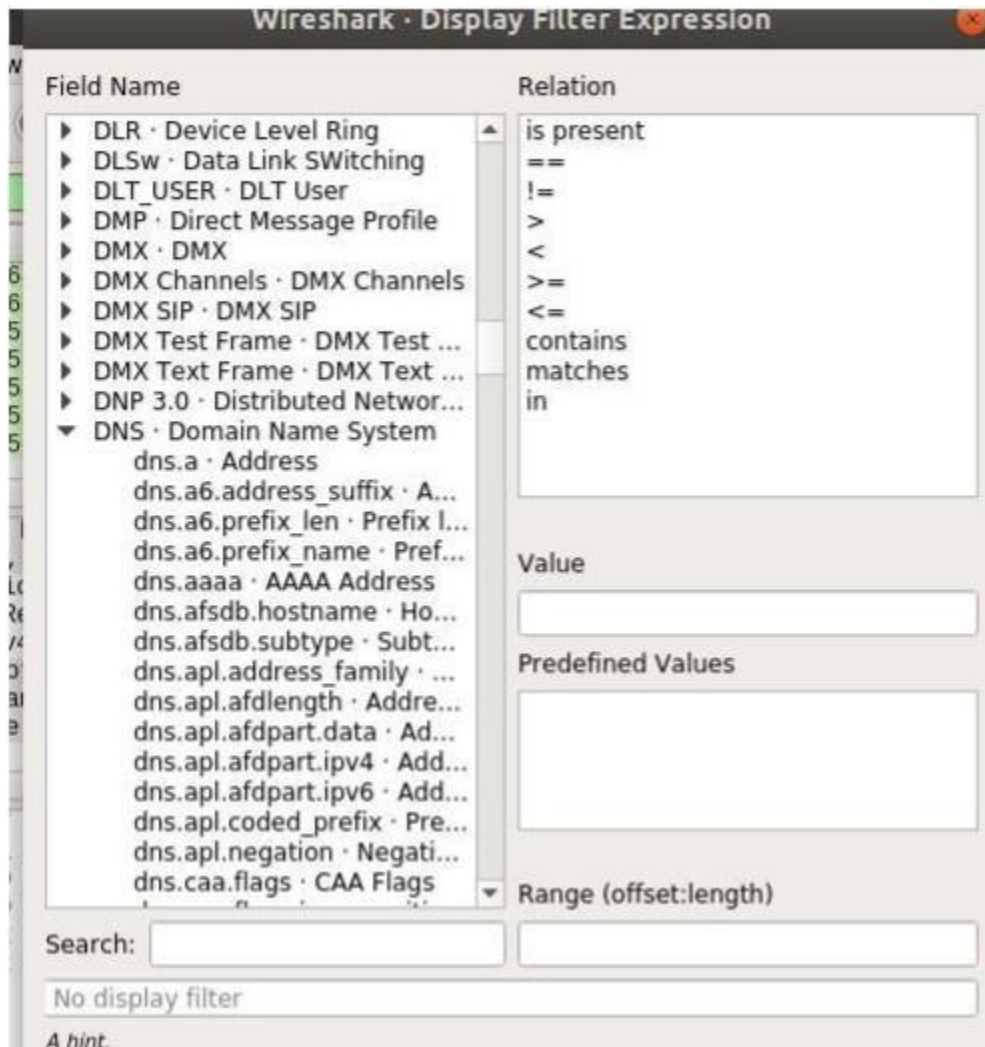 Wireshark · Display Filter Expression
Field Name
▸ DLR · Device Level Ring
▸ DLSw · Data Link SWitching
▸ DLT_USER · DLT User
▸ DMP · Direct Message Profile
▸ DMX · DMX
▸ DMX Channels · DMX Channels
▸ DMX SIP · DMX SIP
▸ DMX Test Frame · DMX Test ...
▸ DMX Text Frame · DMX Text ...
▸ DNP 3.0 · Distributed Networ...
▾ DNS · Domain Name System
dns.a · Address
dns.a6.address_suffix · A...
dns.a6.prefix_len · Prefix l...
dns.a6.prefix_name · Pref...
dns.aaaa · AAAA Address
dns.afsdb.hostname · Ho...
dns.afsdb.subtype · Subt...
dns.apl.address_family · ...
dns.apl.afdlength · Addre...
dns.apl.afdpart.data · Ad...
dns.apl.afdpart.ipv4 · Add...
dns.apl.afdpart.ipv6 · Add...
dns.apl.coded_prefix · Pre...
dns.apl.negation · Negati...
dns.caa.flags · CAA Flags
Search:
Relation
is present
==
!=
>
<
>=
<=
contains
matches
in
Value
Predefined Values
Range (offset:length)
No display filter
A hint.